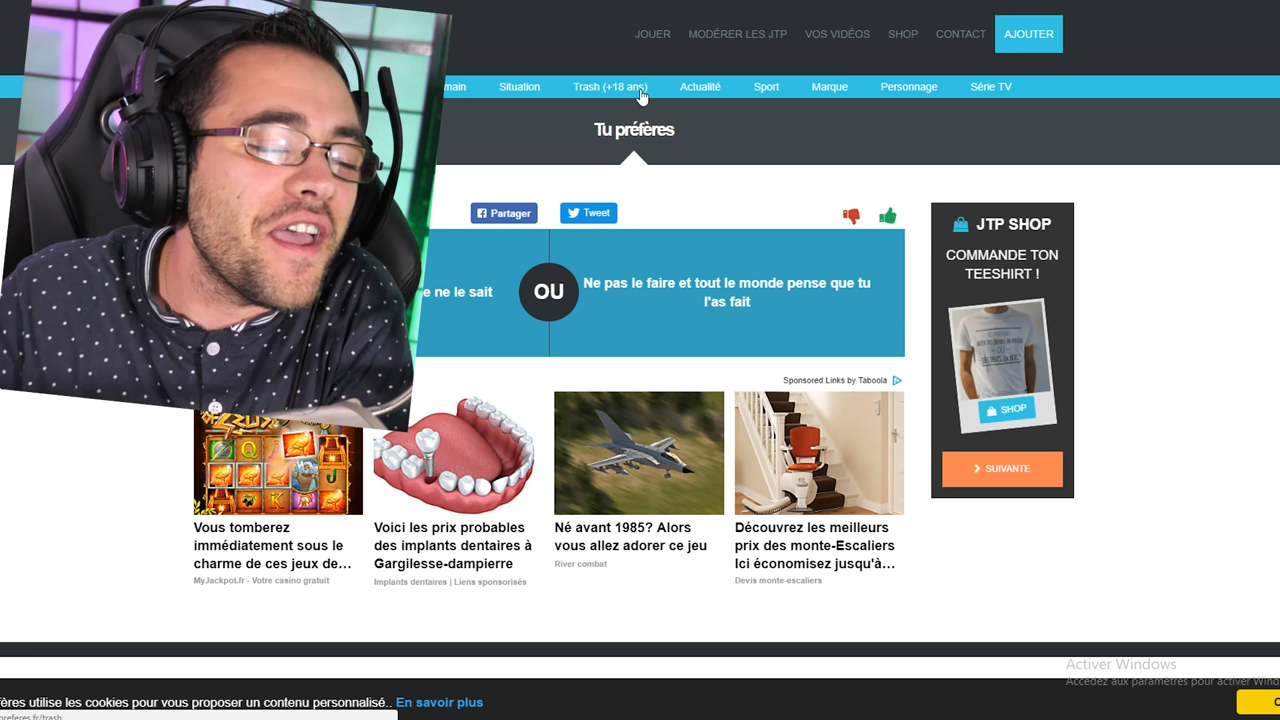 JOUER MODÉRER LES JTP VOS VIDÉOS SHOP CONTACT AJOUTER
Situation Trash (+18 ans) Actualité Sport Marque Personnage Série TV
Tu préfères
Partager Tweet
e ne le sait
OU
Ne pas le faire et tout le monde pense que tu
l'as fait
JTP SHOP
COMMANDE TON
TEESHIRT !
SHOP
SUIVANTE
Sponsored Links by Taboola
Vous tomberez
immédiatement sous le
charme de ces jeux de…
MyJackpot.fr - Votre casino gratuit
Voici les prix probables
des implants dentaires à
Gargilesse-dampierre
Implants dentaires | Liens sponsorisés
Né avant 1985? Alors
vous allez adorer ce jeu
River combat
Découvrez les meilleurs
prix des monte-Escaliers
Ici économisez jusqu'à…
Devis monte-escaliers
Activer Windows
Accédez aux paramètres pour activer Wind
fères utilise les cookies pour vous proposer un contenu personnalisé.. En savoir plus
preferes.fr/trash